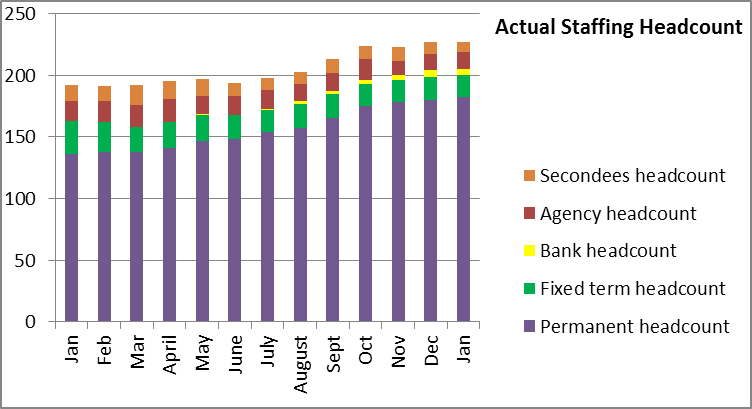 Actual Staffing Headcount
250
200
150
100
50
0
Jan
Feb
Mar
April
May
June
July
August
Sept
Oct
Nov
Dec
Jan
Secondees headcount
Agency headcount
Bank headcount
Fixed term headcount
Permanent headcount